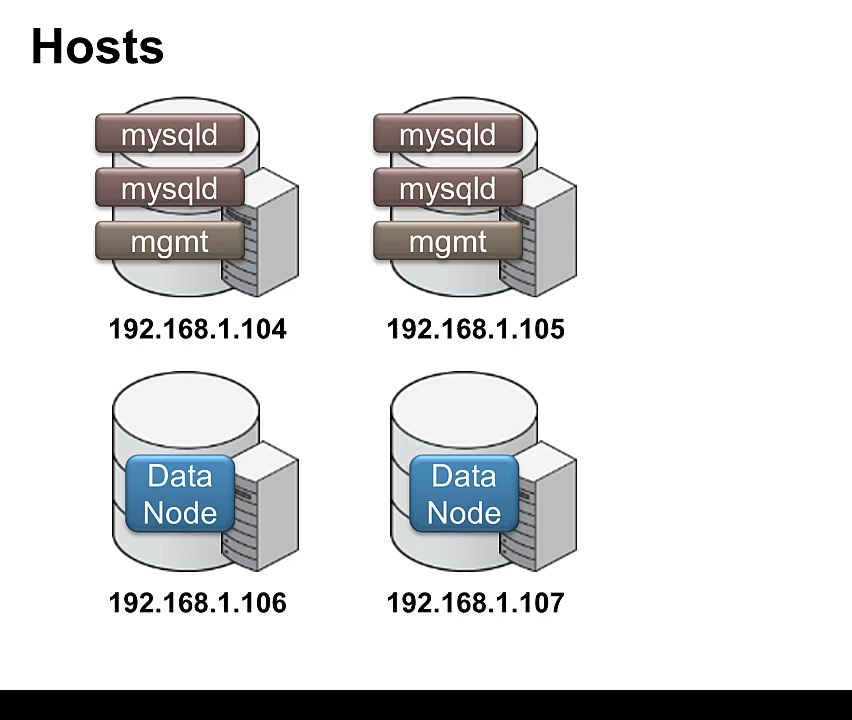 Hosts
mysqld
mysqld
mgmt
192.168.1.104
mysqld
mysqld
mgmt
192.168.1.105
Data
Node
192.168.1.106
Data
Node
192.168.1.107